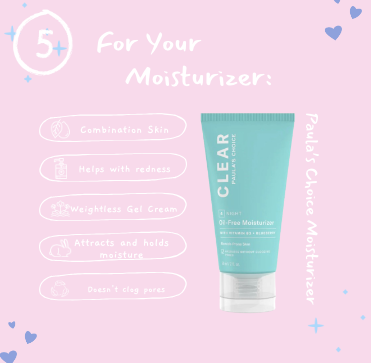 5
For Your
Moisturizer:
Combination Skin
Helps with redness
Weightless Gel Cream
Attracts and holds
moisture
Doesn't clog pores
CLEAR
PAULA'S CHOICE
NIGHT
Oil-Free Moisturizer
Paula's Choice Moisturizer